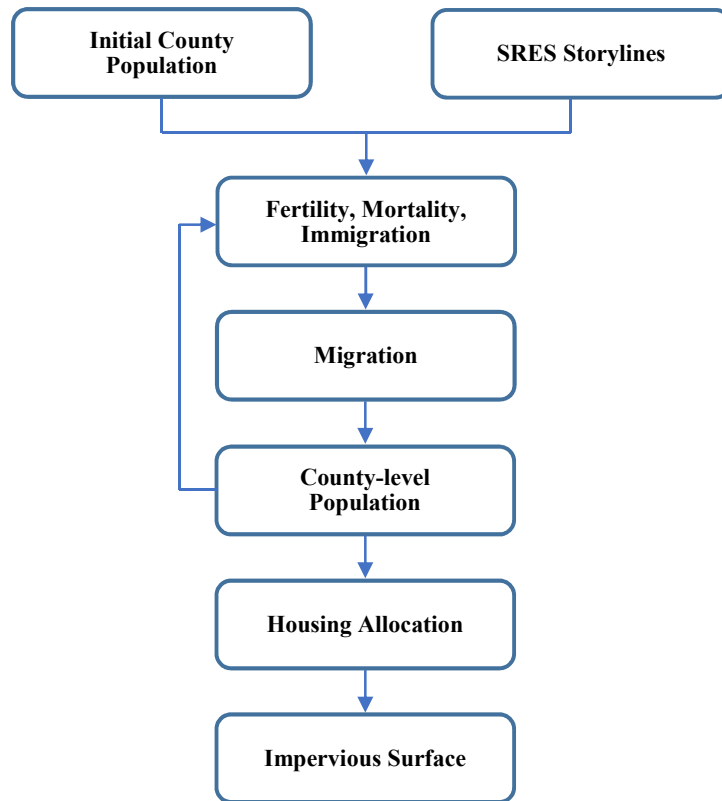 Initial County
Population
SRES Storylines
Fertility, Mortality,
Immigration
Migration
County-level
Population
Housing Allocation
Impervious Surface